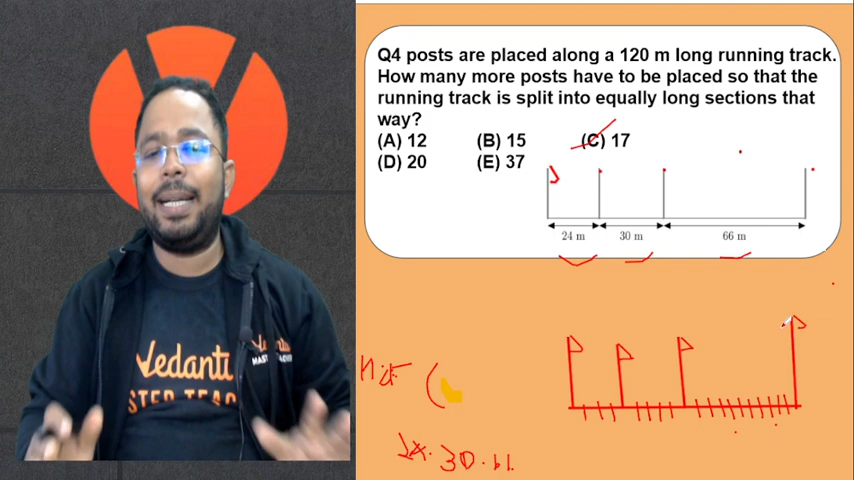 Q4 posts are placed along a 120 m long running track.
How many more posts have to be placed so that the
running track is split into equally long sections that
way?
(A) 12 (B) 15 (C) 17
(D) 20 (E) 37
24 m 30 m 66 m
Vedantu
MASTER TEACHER
Vedantu
30